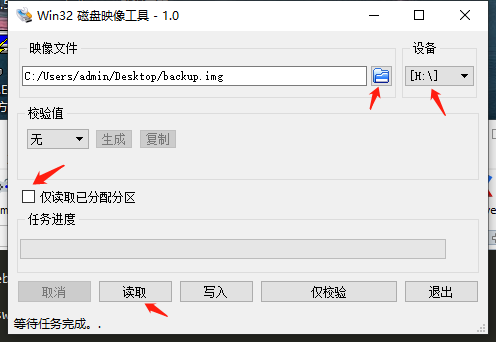 Win32 磁盘映像工具 - 1.0
映像文件
设备
C:/Users/admin/Desktop/backup.img
[H:\]
校验值
无
生成
复制
仅读取已分配分区
任务进度
取消
读取
写入
仅校验
退出
等待任务完成。.